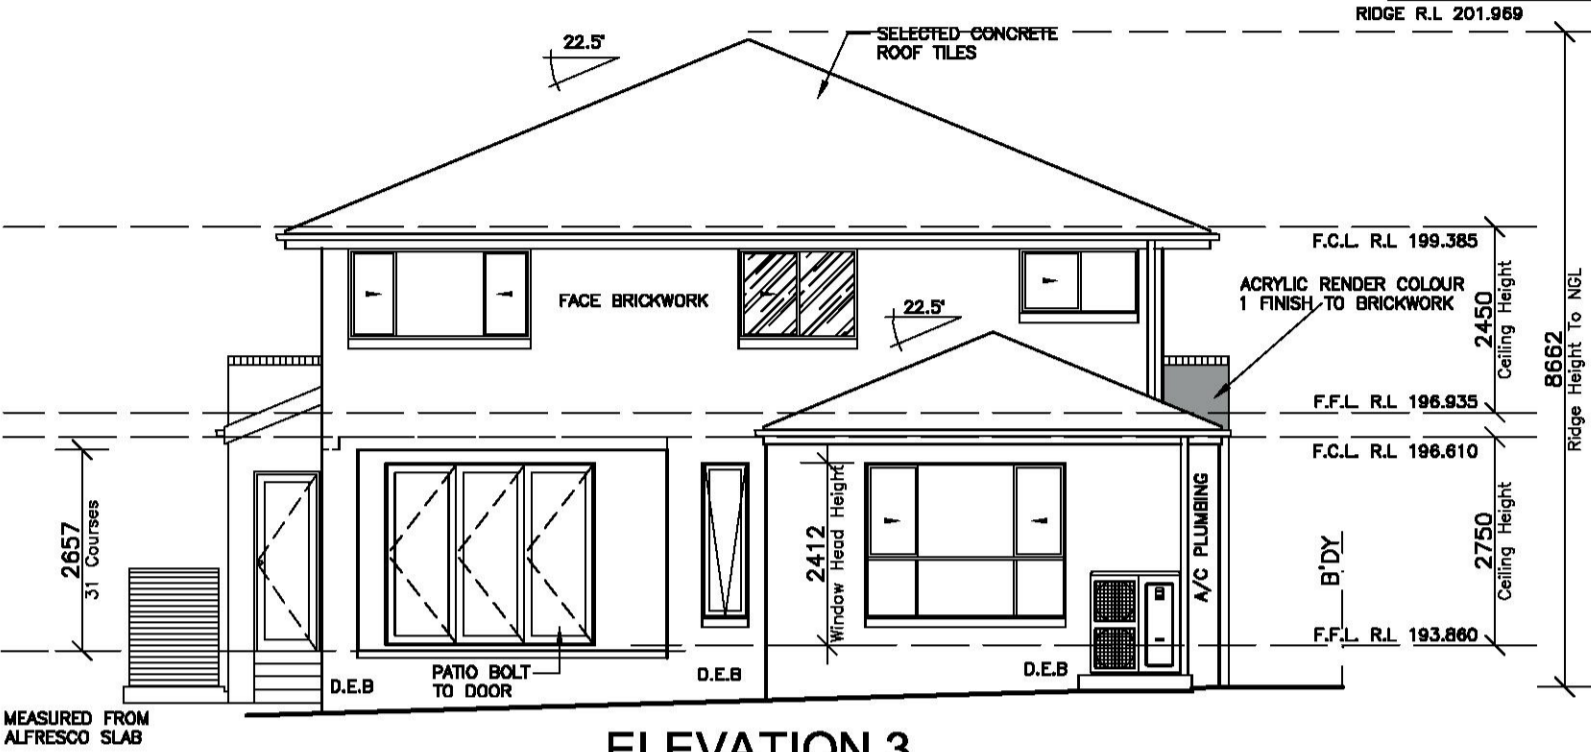 RIDGE R.L 201.969
22.5°
SELECTED CONCRETE
ROOF TILES
F.C.L. R.L 199.385
ACRYLIC RENDER COLOUR
1 FINISH TO BRICKWORK
FACE BRICKWORK
22.5°
2450
Ceiling Height
8662
Ridge Height To NGL
F.F.L. R.L 196.935
F.C.L. R.L 196.610
2657
31 Courses
2412
Window Head Height
A/C PLUMBING
B'DY
2750
Ceiling Height
F.F.L. R.L 193.860
D.E.B
PATIO BOLT
TO DOOR
D.E.B
D.E.B
MEASURED FROM
ALFRESCO SLAB
ELEVATION 3